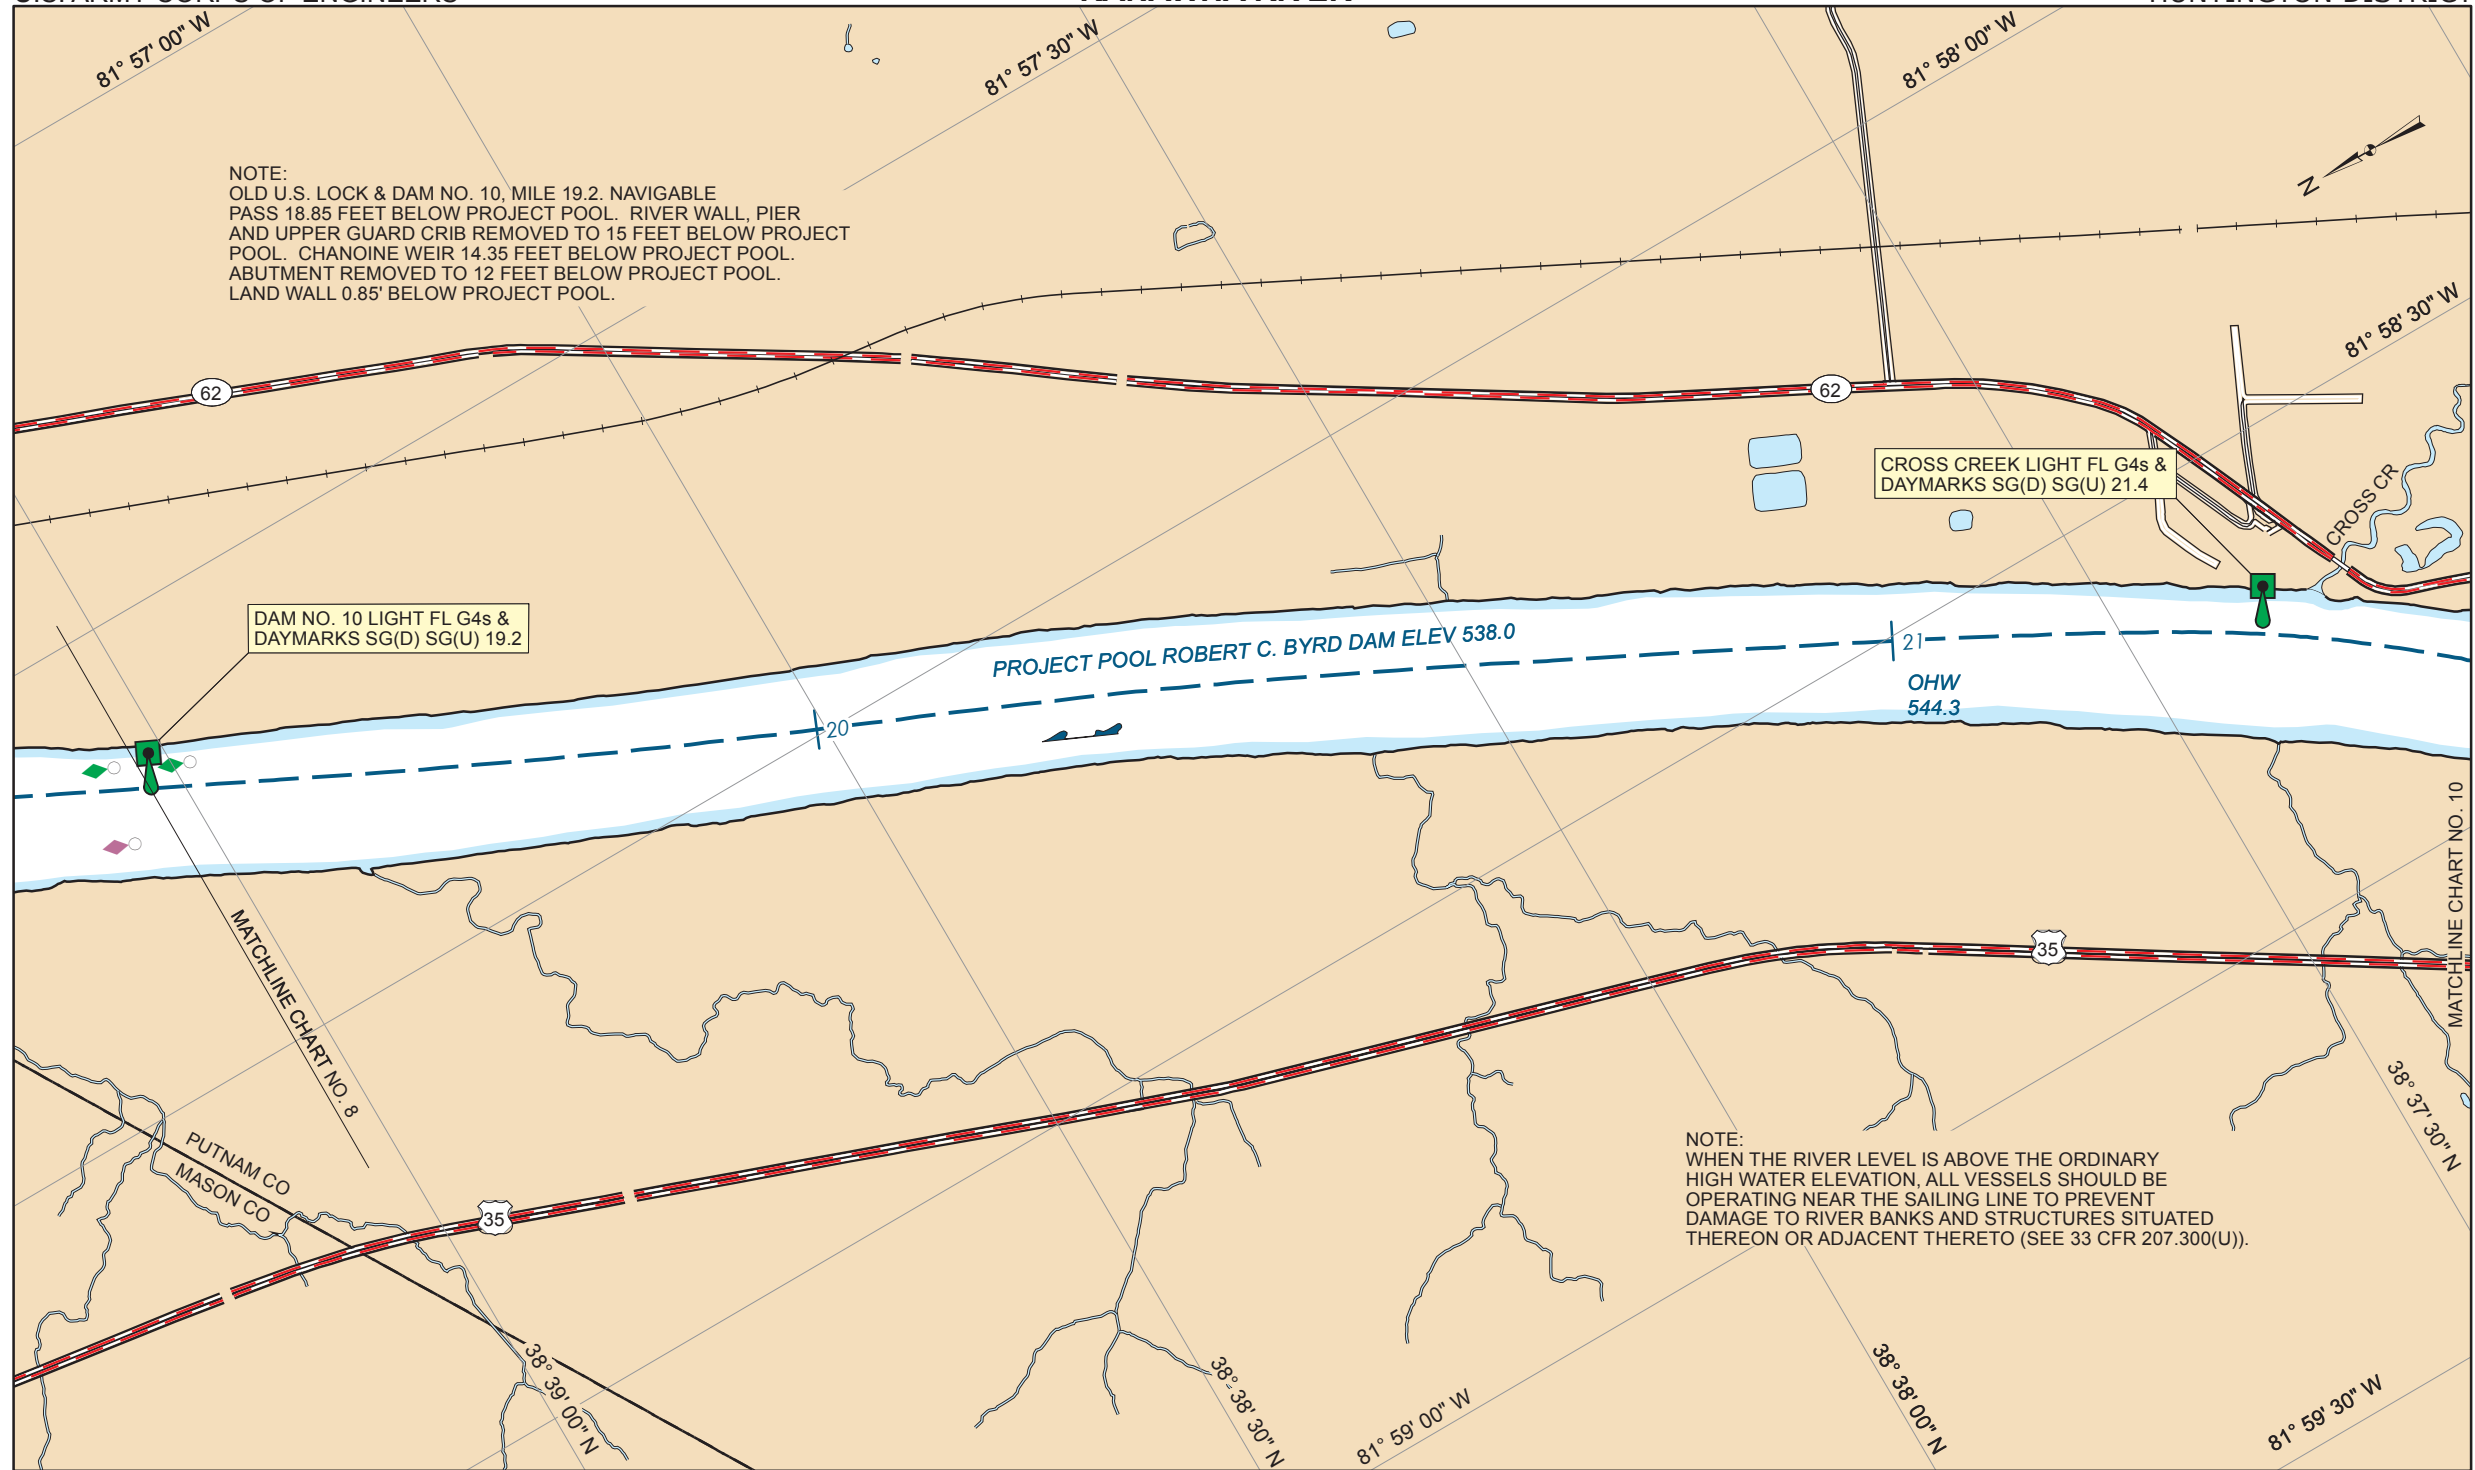 81° 57' 00" W
81° 57' 30" W
81° 58' 00" W
N
NOTE:
OLD U.S. LOCK & DAM NO. 10, MILE 19.2. NAVIGABLE
PASS 18.85 FEET BELOW PROJECT POOL. RIVER WALL, PIER
AND UPPER GUARD CRIB REMOVED TO 15 FEET BELOW PROJECT
POOL. CHANOINE WEIR 14.35 FEET BELOW PROJECT POOL.
ABUTMENT REMOVED TO 12 FEET BELOW PROJECT POOL.
LAND WALL 0.85' BELOW PROJECT POOL.
81° 58' 30" W
62
62
CROSS CREEK LIGHT FL G4s &
DAYMARKS SG(D) SG(U) 21.4
CROSS CR
DAM NO. 10 LIGHT FL G4s &
DAYMARKS SG(D) SG(U) 19.2
PROJECT POOL ROBERT C. BYRD DAM ELEV 538.0
20
21
OHW
544.3
MATCHLINE CHART NO. 10
MATCHLINE CHART NO. 8
35
35
PUTNAM CO
MASON CO
38° 37' 30" N
NOTE:
WHEN THE RIVER LEVEL IS ABOVE THE ORDINARY
HIGH WATER ELEVATION, ALL VESSELS SHOULD BE
OPERATING NEAR THE SAILING LINE TO PREVENT
DAMAGE TO RIVER BANKS AND STRUCTURES SITUATED
THEREON OR ADJACENT THERETO (SEE 33 CFR 207.300(U)).
38° 39' 00" N
38° 38' 30" N
81° 59' 00" W
38° 38' 00" N
81° 59' 30" W